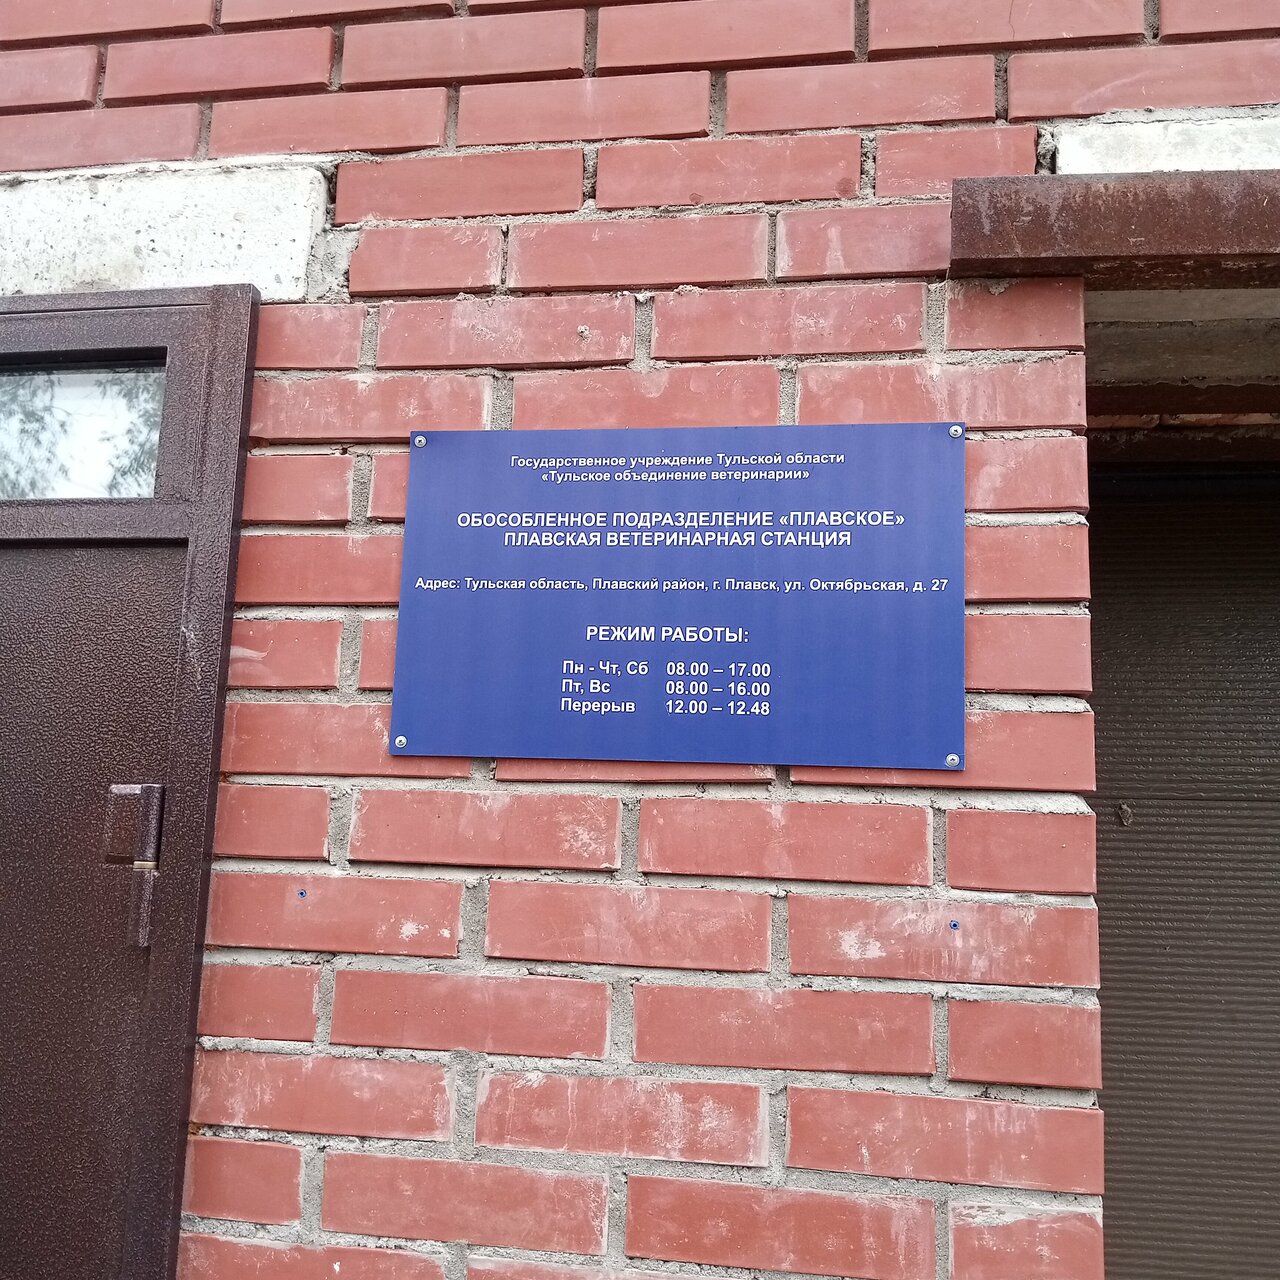 Государственное учреждение Тульской области
«Тульское объединение ветеринарии»
ОБОСОБЛЕННОЕ ПОДРАЗДЕЛЕНИЕ «ПЛАВСКОЕ»
ПЛАВСКАЯ ВЕТЕРИНАРНАЯ СТАНЦИЯ
Адрес: Тульская область, Плавский район, г. Плавск, ул. Октябрьская, д. 27
РЕЖИМ РАБОТЫ:
Пн - Чт, Сб 08.00 – 17.00
Пт, Вс 08.00 – 16.00
Перерыв 12.00 – 12.48